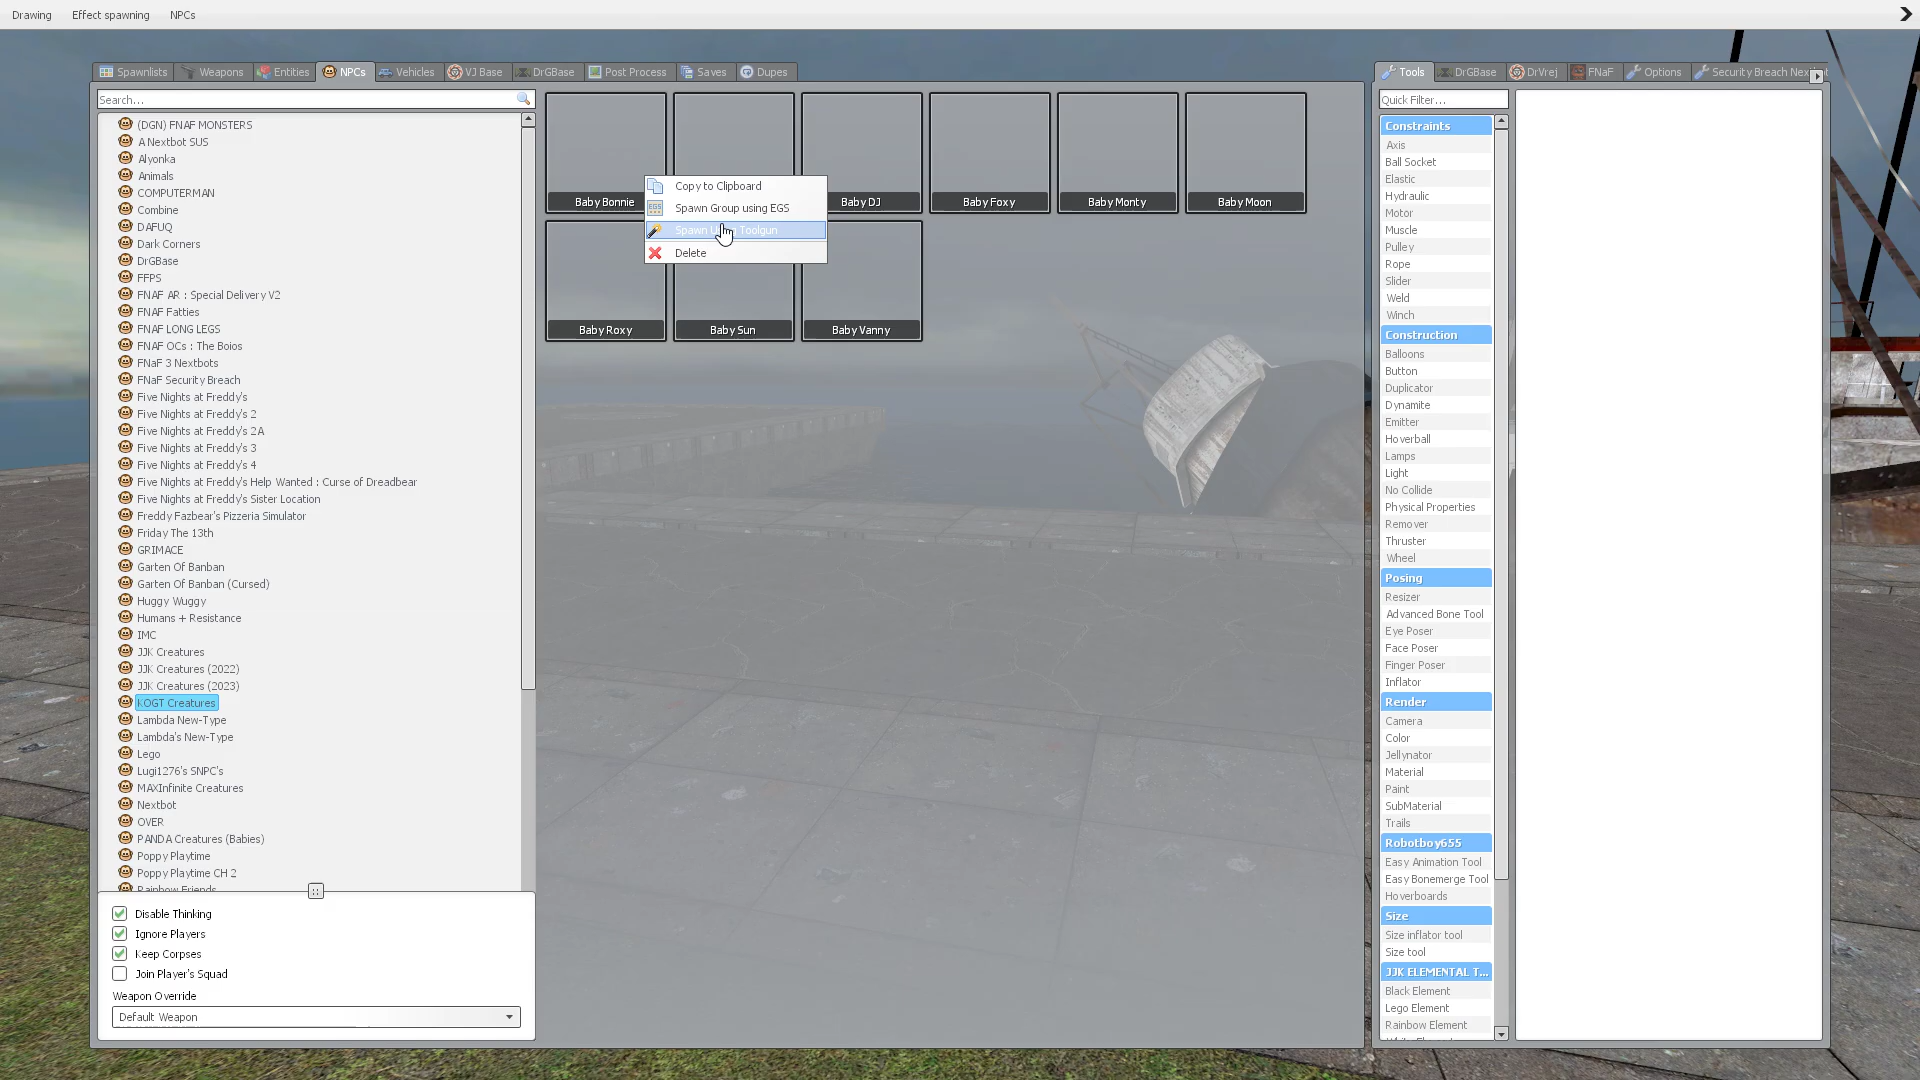 Drawing Effect spawning NPCs
Spawnlists Weapons Entities NPCs Vehicles VJ Base DrGBase Post Process Saves Dupes
Search...
(DGN) FNAF MONSTERS
A Nextbot SUS
Alyonka
Animals
COMPUTERMAN
Combine
DAFUQ
Dark Corners
DrGBase
FFPS
FNAF AR : Special Delivery V2
FNAF Fatties
FNAF LONG LEGS
FNAF OCs : The Boios
FNaF 3 Nextbots
FNaF Security Breach
Five Nights at Freddy's
Five Nights at Freddy's 2
Five Nights at Freddy's 2A
Five Nights at Freddy's 3
Five Nights at Freddy's 4
Five Nights at Freddy's Help Wanted : Curse of Dreadbear
Five Nights at Freddy's Sister Location
Freddy Fazbear's Pizzeria Simulator
Friday The 13th
GRIMACE
Garten Of Banban
Garten Of Banban (Cursed)
Huggy Wuggy
Humans + Resistance
IMC
JJK Creatures
JJK Creatures (2022)
JJK Creatures (2023)
KOGT Creatures
Lambda New-Type
Lambda's New-Type
Lego
Lugi1276's SNPC's
MAXInfinite Creatures
Nextbot
OVER
PANDA Creatures (Babies)
Poppy Playtime
Poppy Playtime CH 2
Rainbow Friends
Disable Thinking
Ignore Players
Keep Corpses
Join Player's Squad
Weapon Override
Default Weapon
Baby Bonnie Baby DJ Baby Foxy Baby Monty Baby Moon
Copy to Clipboard
EGS Spawn Group using EGS
Spawn Toolgun
Delete
Baby Roxy Baby Sun Baby Vanny
Tools DrGBase DrVrej FNaF Options Security Breach
Quick Filter...
Constraints
Axis
Ball Socket
Elastic
Hydraulic
Motor
Muscle
Pulley
Rope
Slider
Weld
Winch
Construction
Balloons
Button
Duplicator
Dynamite
Emitter
Hoverball
Lamps
Light
No Collide
Physical Properties
Remover
Thruster
Wheel
Posing
Resizer
Advanced Bone Tool
Eye Poser
Face Poser
Finger Poser
Inflator
Render
Camera
Color
Jellynator
Material
Paint
SubMaterial
Trails
Robotboy655
Easy Animation Tool
Easy Bonemerge Tool
Hoverboards
Size
Size inflator tool
Size tool
JJK ELEMENTAL T...
Black Element
Lego Element
Rainbow Element